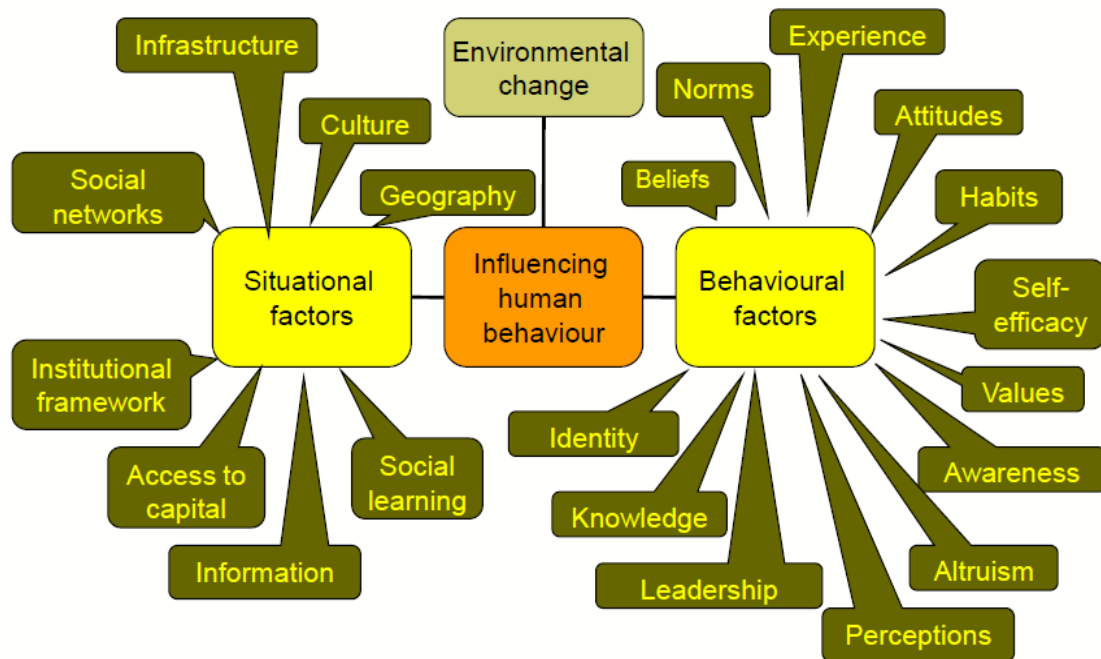 Infrastructure
Environmental
change
Experience
Norms
Culture
Attitudes
Beliefs
Social
networks
Geography
Habits
Situational
factors
Influencing
human
behaviour
Behavioural
factors
Self-
efficacy
Institutional
framework
Values
Identity
Access to
capital
Social
learning
Awareness
Knowledge
Information
Leadership
Altruism
Perceptions